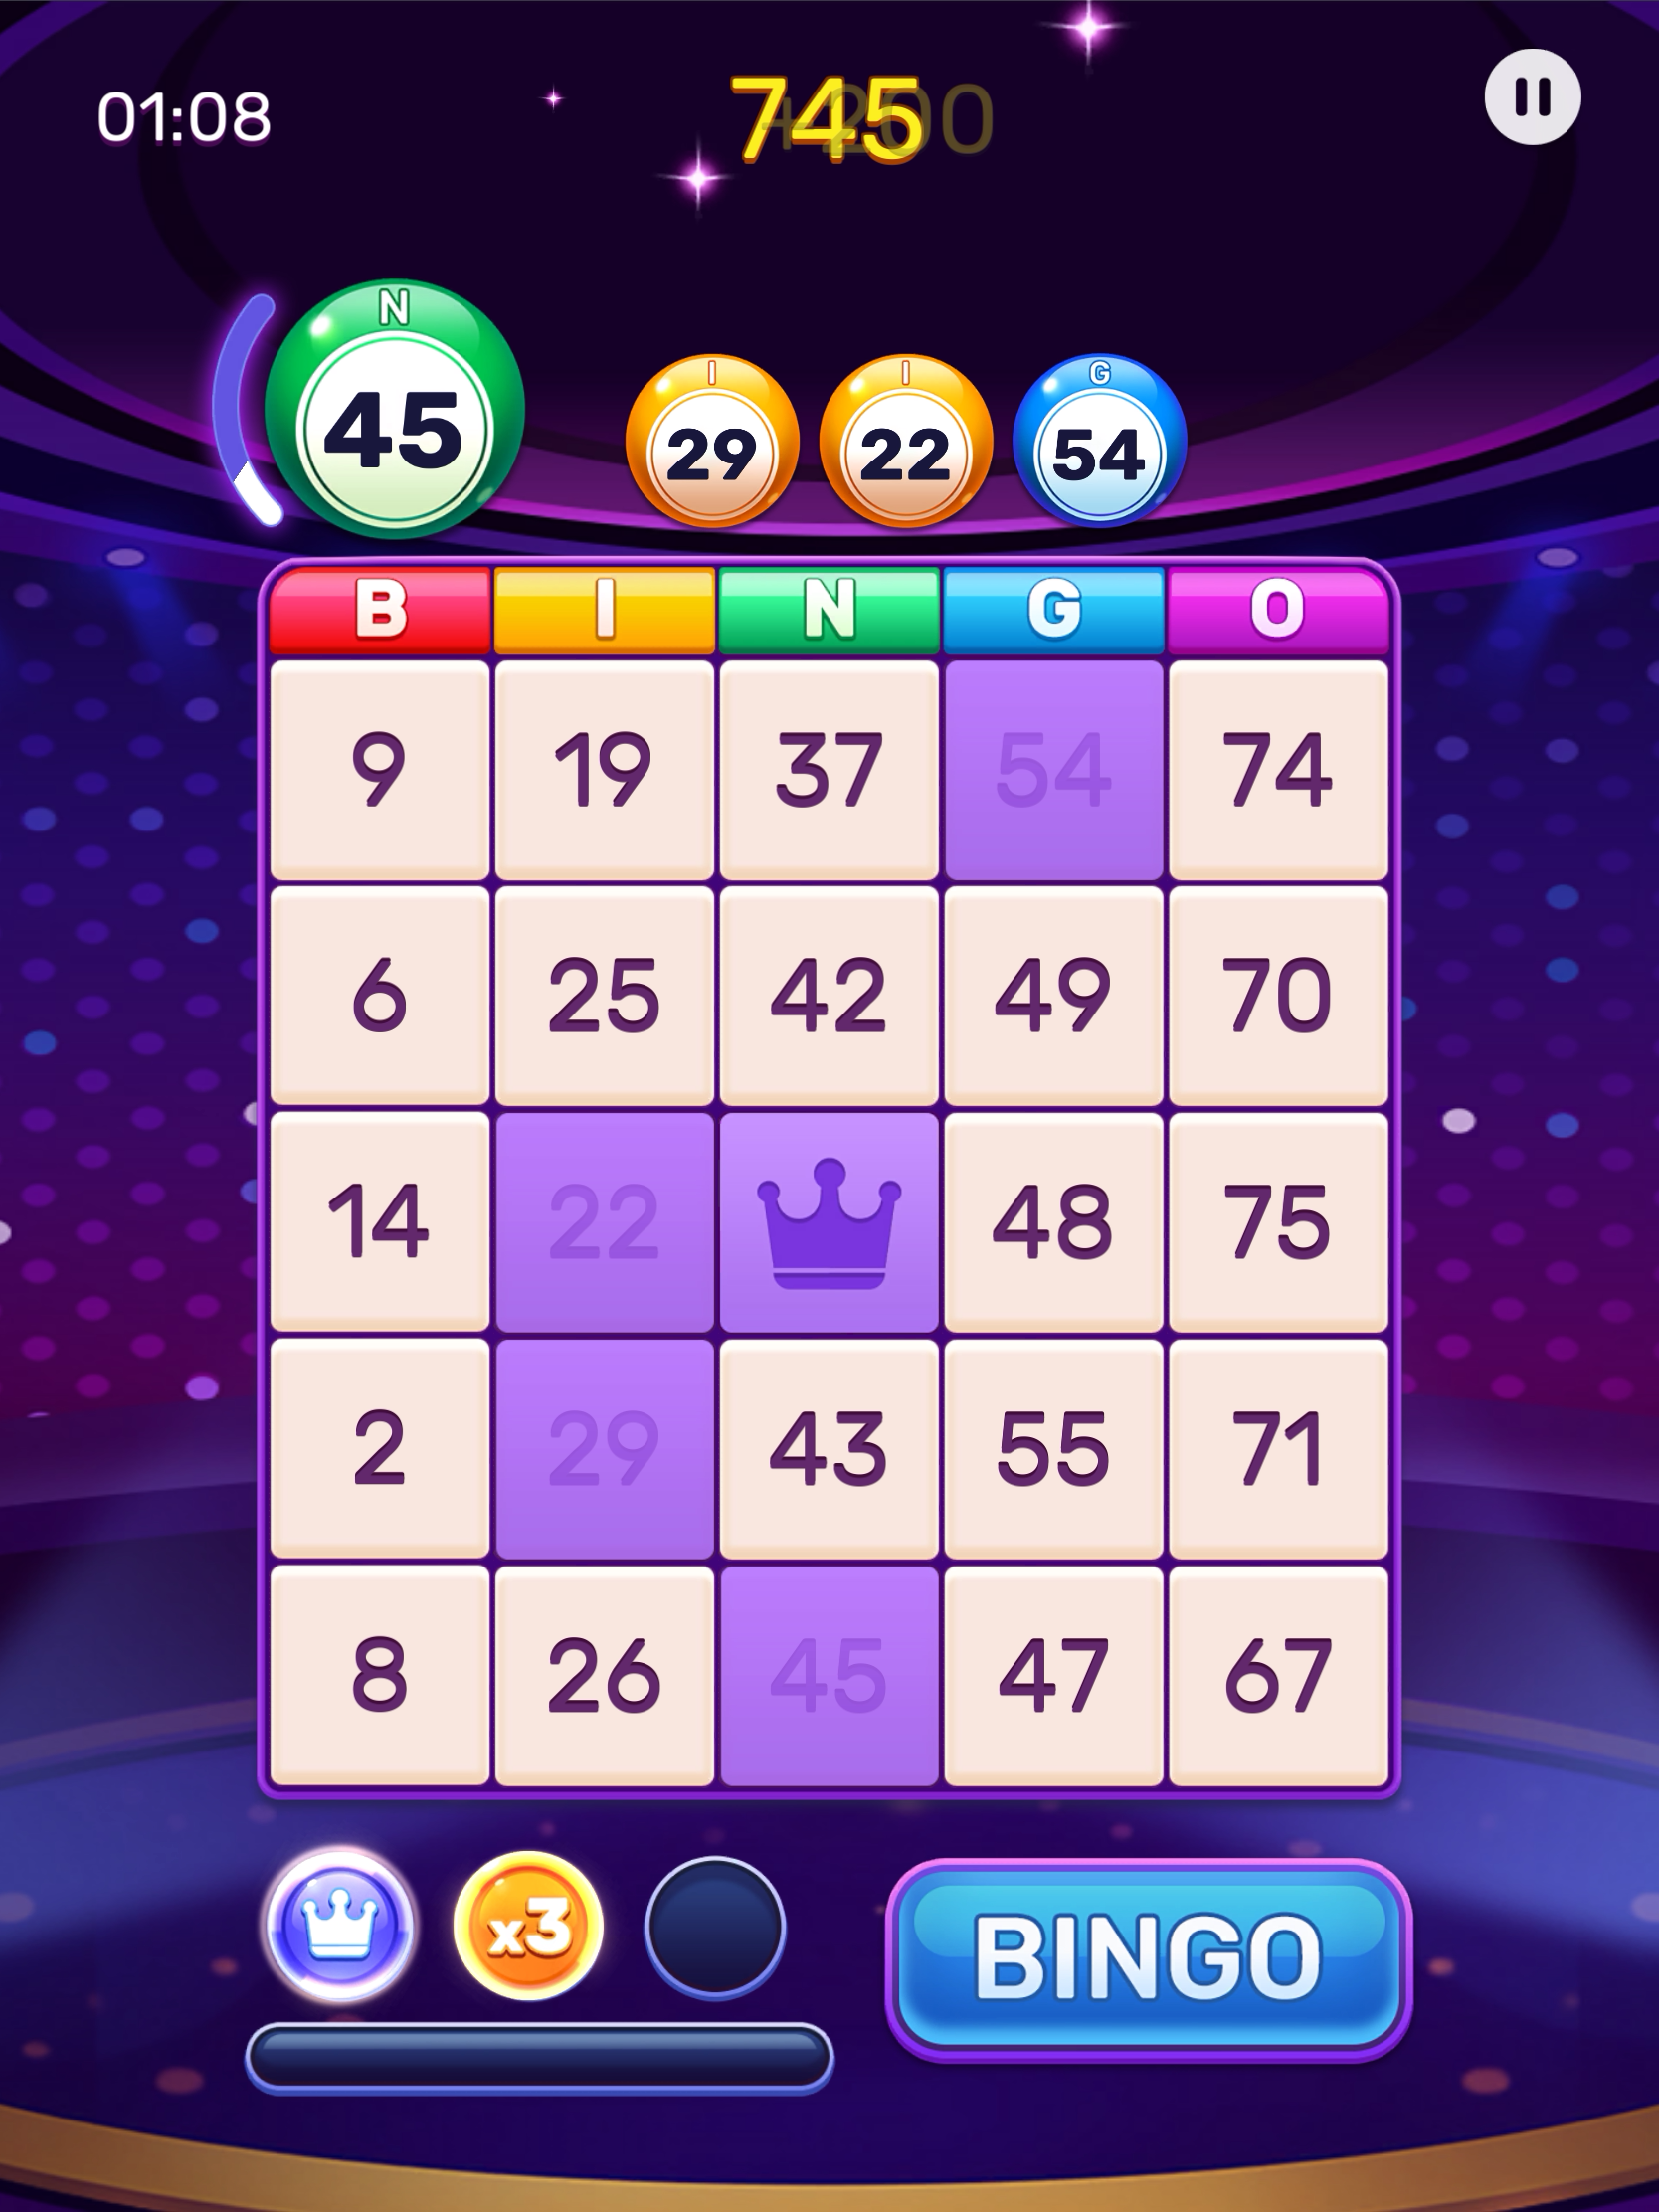 01:08
745
+200
N I I G
45 29 22 54
B I N G O
9 19 37 54 74
6 25 42 49 70
14 22 48 75
2 29 43 55 71
8 26 45 47 67
x3
BINGO